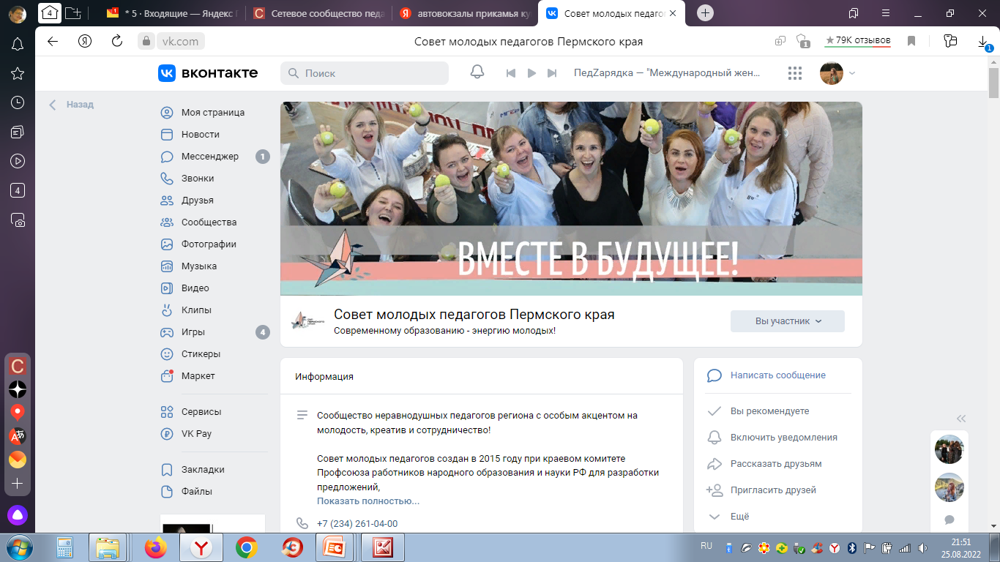 * 5 · Входящие — Яндекс
Сетевое сообщество педа
автовокзалы прикамья ку
Совет молодых педагог
vk.com
Совет молодых педагогов Пермского края
1
79K отзывов
1
ВКОНТАКТЕ
Поиск
ПедZарядка — "Международный жен...
Назад
Моя страница
Новости
Мессенджер 1
Звонки
Друзья
Сообщества
Фотографии
Музыка
Видео
Клипы
Игры 4
Стикеры
Маркет
Сервисы
VK Pay
Закладки
Файлы
4
МГЕР
ВМЕСТЕ В БУДУЩЕЕ!
Совет молодых педагогов Пермского края
Современному образованию - энергию молодых!
Вы участник
Информация
Сообщество неравнодушных педагогов региона с особым акцентом на
молодость, креатив и сотрудничество!
Совет молодых педагогов создан в 2015 году при краевом комитете
Профсоюза работников народного образования и науки РФ для разработки
предложений,
Показать полностью...
+7 (234) 261-04-00
Написать сообщение
Вы рекомендуете
Включить уведомления
Рассказать друзьям
Пригласить друзей
Ещё
RU
21:51
25.08.2022